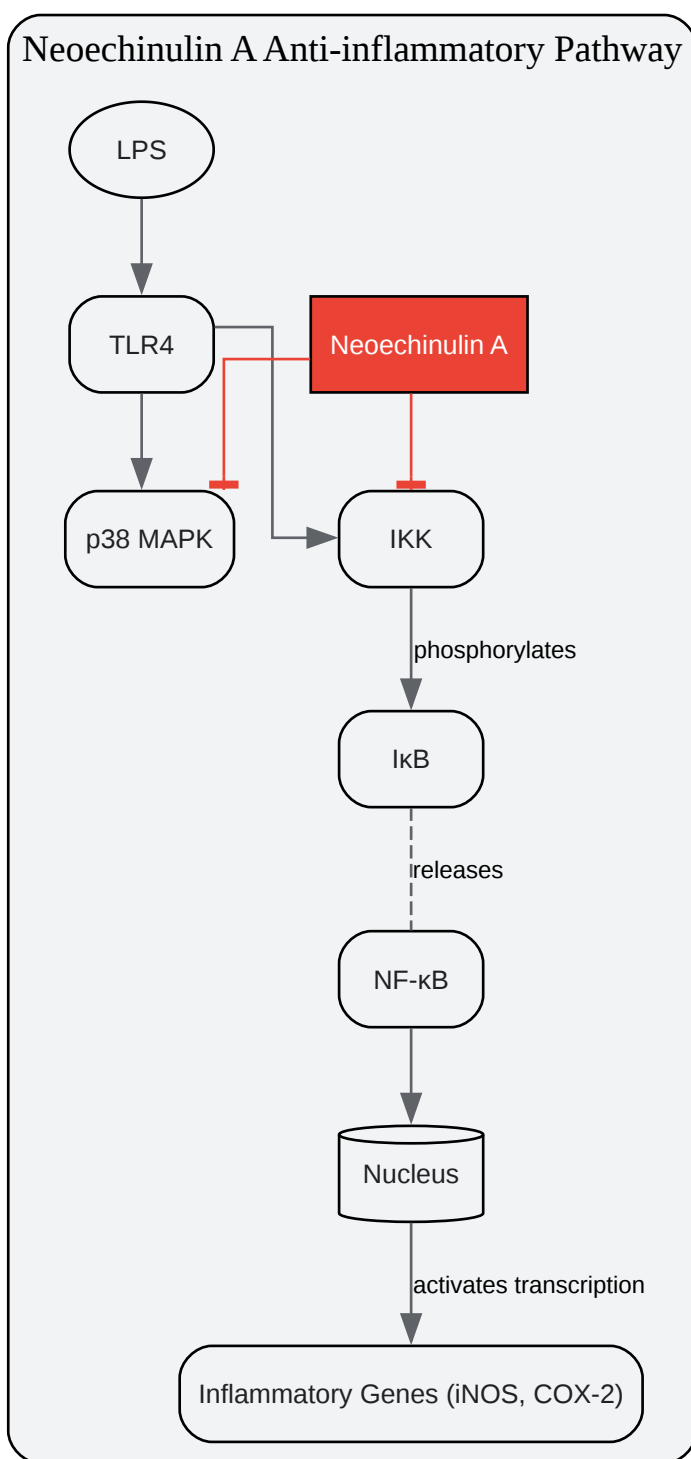 Neoechinulin A Anti-inflammatory Pathway
LPS
TLR4
Neoechinulin A
p38 MAPK
IKK
phosphorylates
IκB
releases
NF-κB
Nucleus
activates transcription
Inflammatory Genes (iNOS, COX-2)